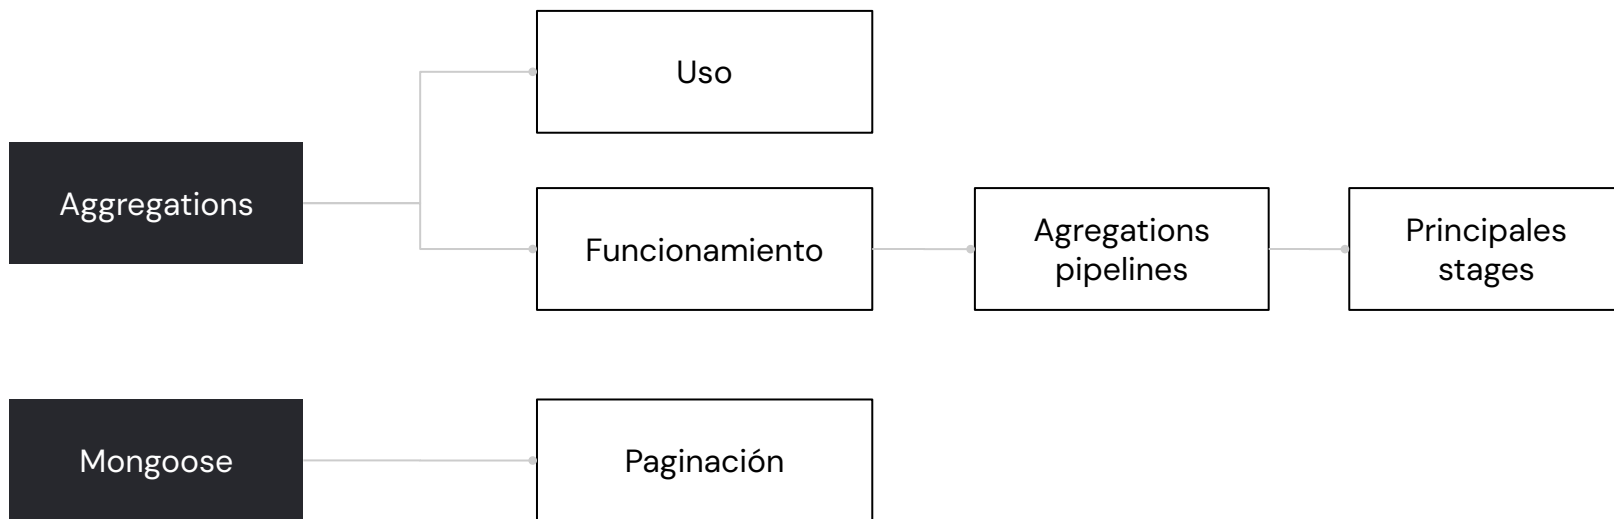 Uso
Aggregations
Funcionamiento
Agregations
pipelines
Principales
stages
Mongoose
Paginación